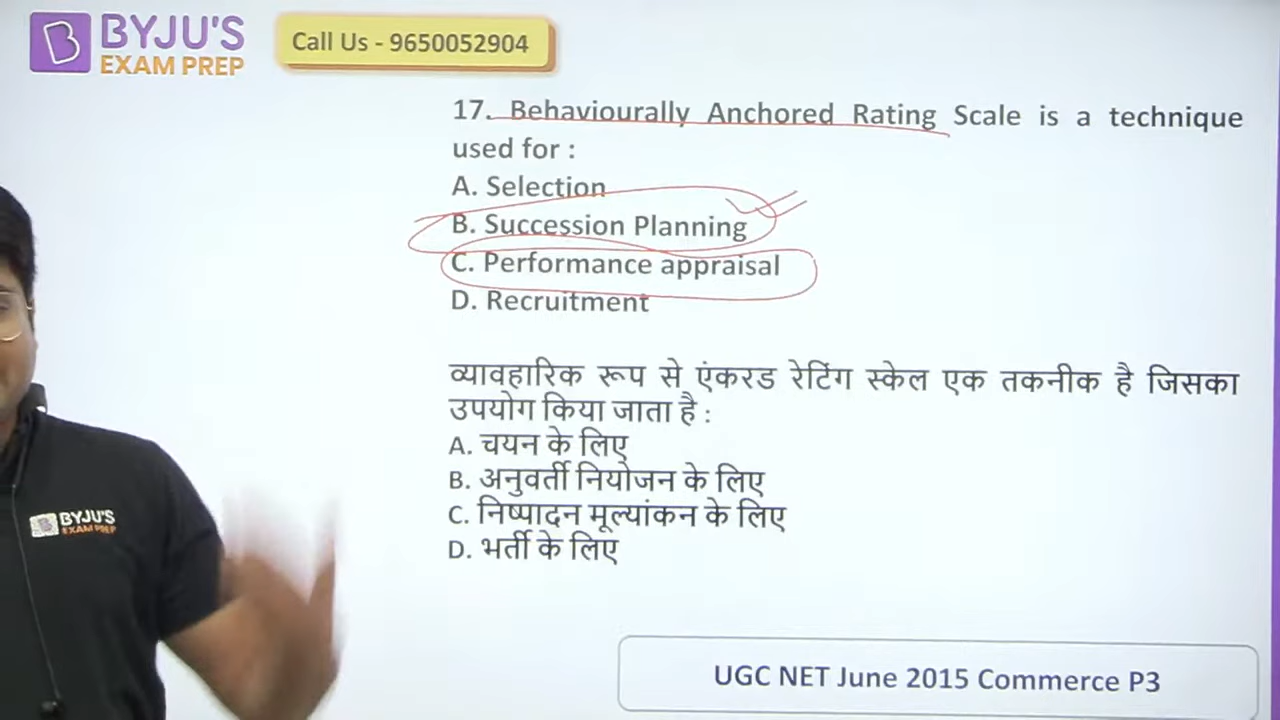 BYJU'S
EXAM PREP
Call Us - 9650052904
17. Behaviourally Anchored Rating Scale is a technique
used for :
A. Selection
B. Succession Planning
C. Performance appraisal
D. Recruitment
व्यावहारिक रूप से एंकरड रेटिंग स्केल एक तकनीक है जिसका
उपयोग किया जाता है :
A. चयन के लिए
B. अनुवर्ती नियोजन के लिए
C. निष्पादन मूल्यांकन के लिए
D. भर्ती के लिए
BYJU'S
EXAM PREP
UGC NET June 2015 Commerce P3